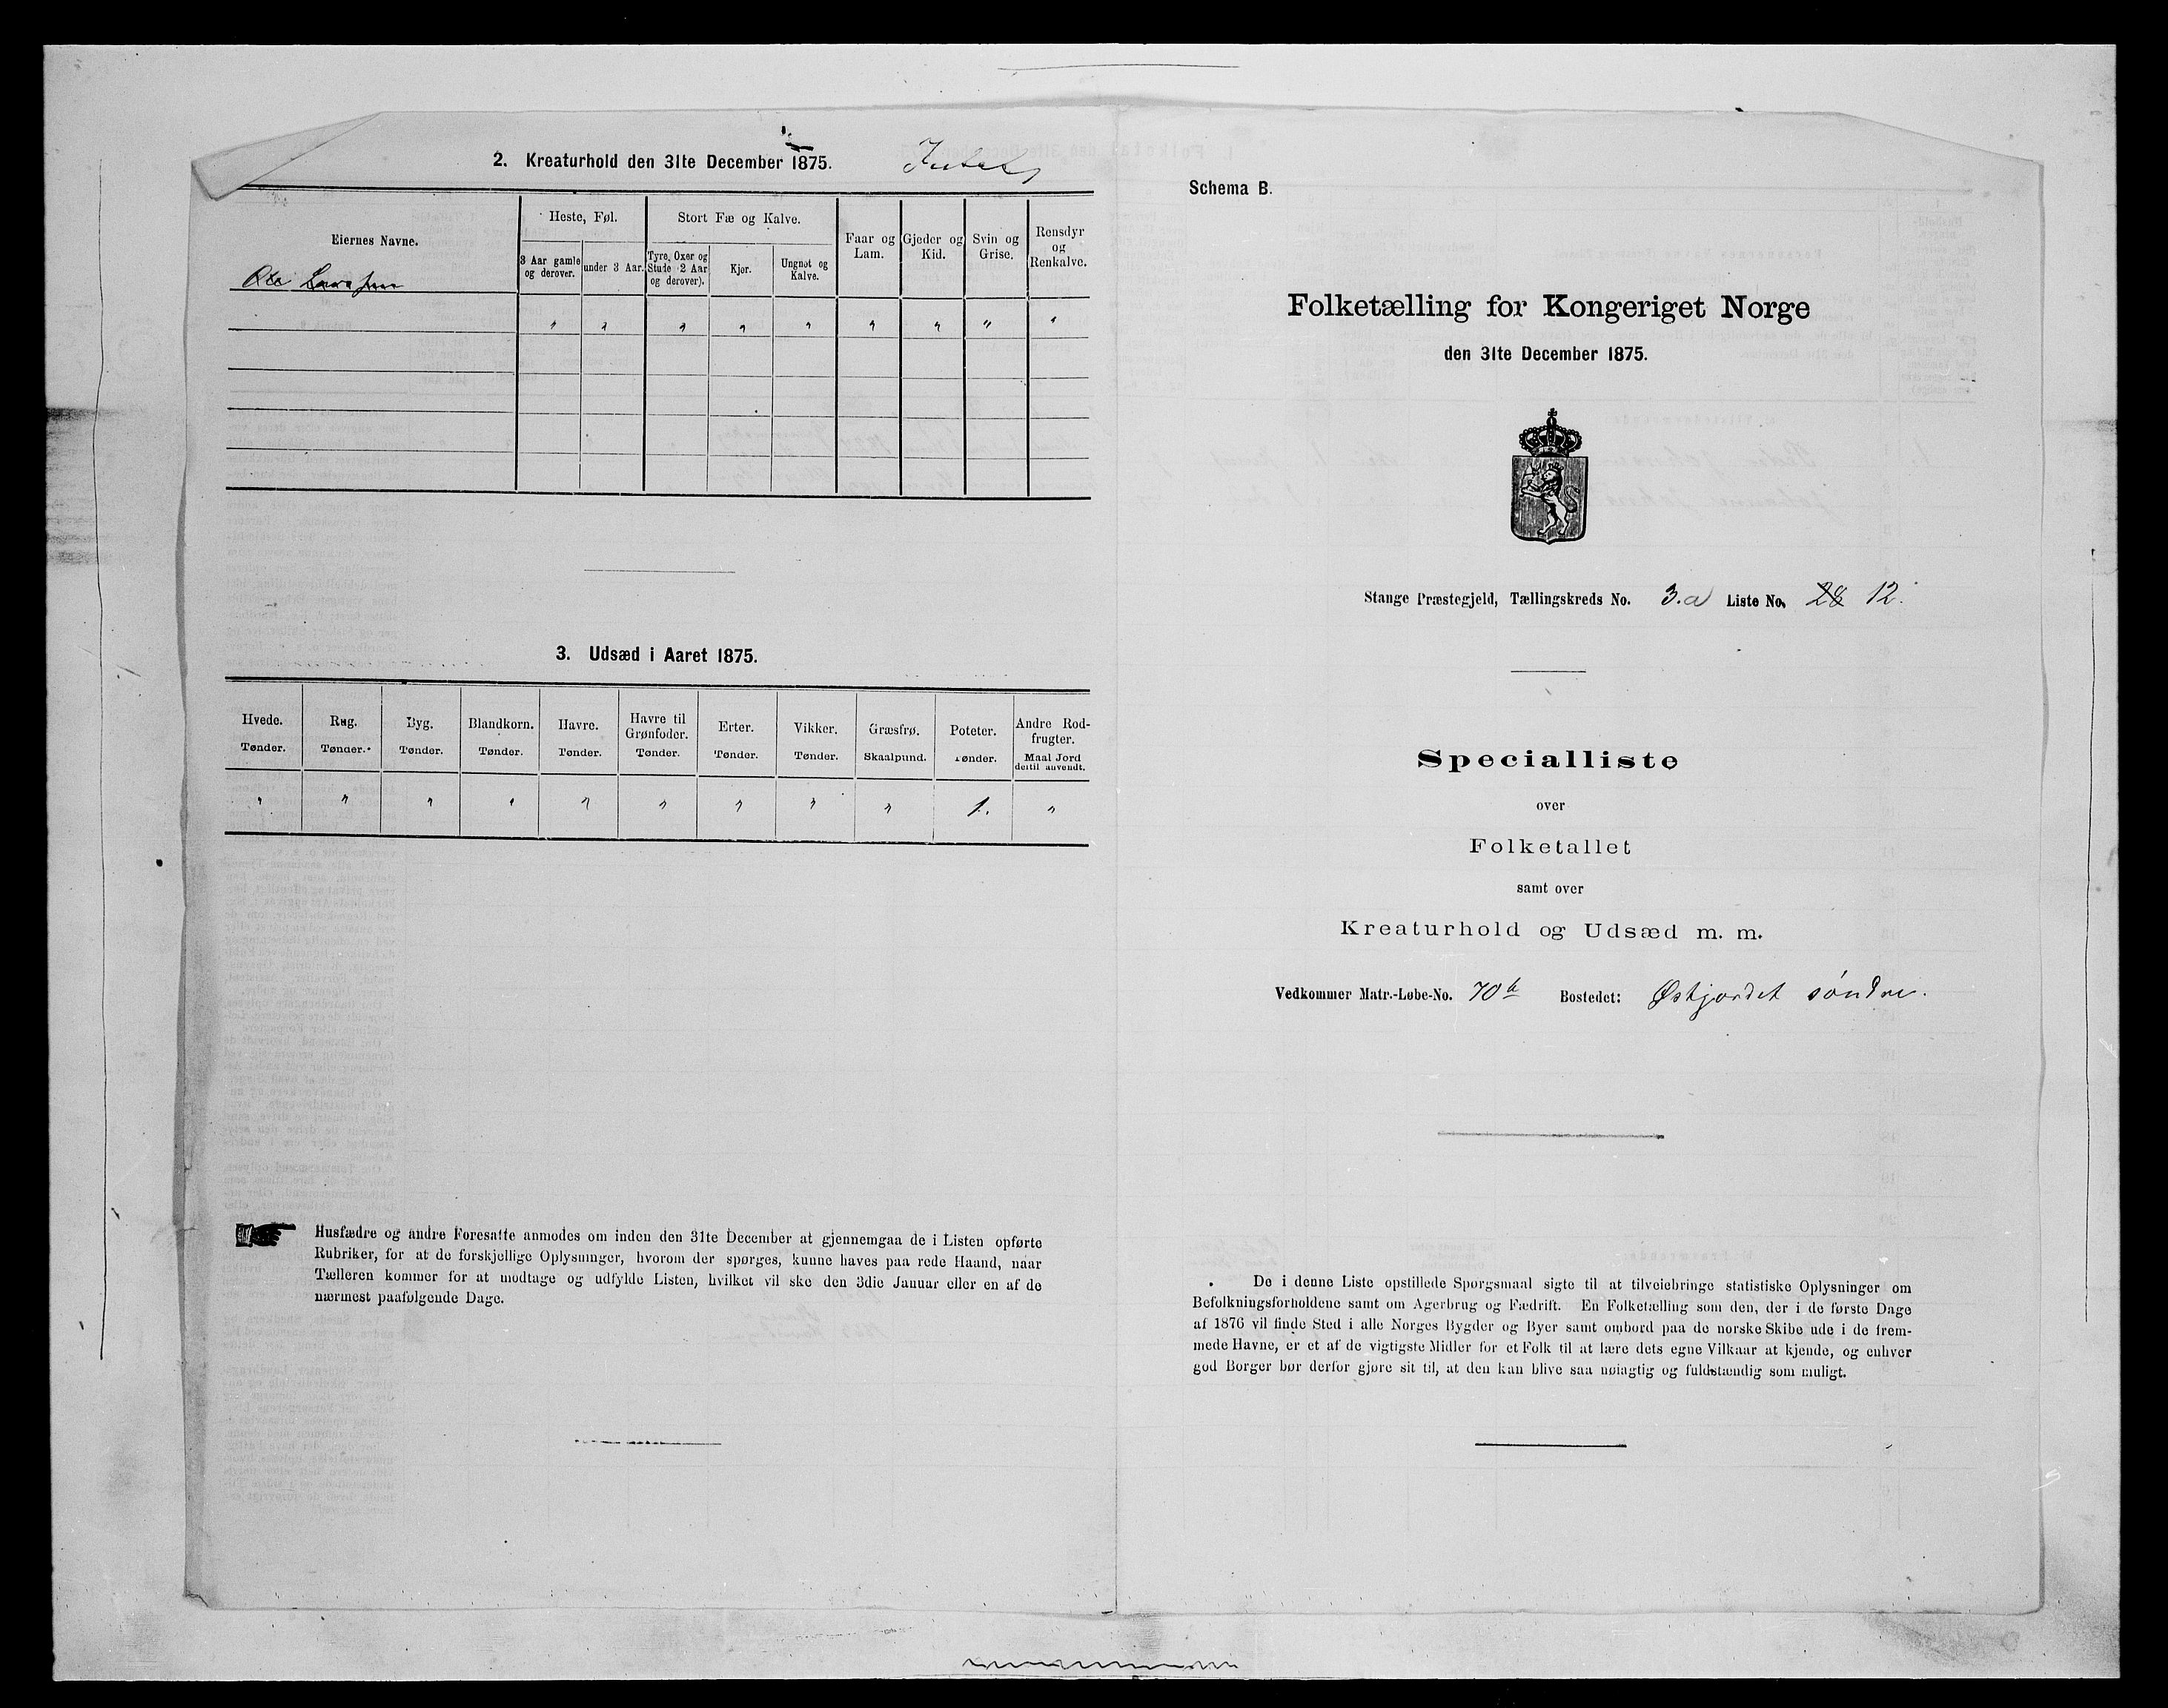 2. Kreaturhold den 31te December 1875. Intet
Eiernes Navne.
Heste, Føl.
Stort Fæ og Kalve.
Faar og Lam.
Gjeder og Kid.
Svin og Grise.
Rensdyr og Renkalve.
3 Aar gamle og derover.
under 3 Aar.
Tyre, Oxer og Stude (2 Aar og derover).
Kjør.
Ungnøt og Kalve.
Ole
" " " " " " " " "
3. Udsæd i Aaret 1875.
Hvede. Tønder.
Rug. Tønder.
Byg. Tønder.
Blandkorn. Tønder.
Havre. Tønder.
Havre til Grønfoder. Tønder.
Erter. Tønder.
Vikker. Tønder.
Græsfrø. Skaalpund.
Poteter. Tønder.
Andre Rodfrugter. Maal Jord dertil anvendt.
" " " " " " " " " 1. "
Husfædre og andre Foresatte anmodes om inden den 31te December at gjennemgaa de i Listen opførte
Rubriker, for at de forskjellige Oplysninger, hvorom der spørges, kunne haves paa rede Haand, naar
Tælleren kommer for at modtage og udfylde Listen, hvilket vil ske den 3die Januar eller en af de
nærmest paafølgende Dage.
Schema B.
Folketælling for Kongeriget Norge
den 31te December 1875.
Stange Præstegjeld, Tællingskreds No. 3.a Liste No. 28 12.
Specialliste
over
Folketallet
samt over
Kreaturhold og Udsæd m. m.
Vedkommer Matr.-Løbe-No. 70b Bostedet: Østjordet søndre.
De i denne Liste opstillede Spørgsmaal sigte til at tilveiebringe statistiske Oplysninger om
Befolkningsforholdene samt om Agerbrug og Fædrift. En Folketælling som den, der i de første Dage
af 1876 vil finde Sted i alle Norges Bygder og Byer samt ombord paa de norske Skibe ude i de frem-
mede Havne, er et af de vigtigste Midler for et Folk til at lære dets egne Vilkaar at kjende, og enhver
god Borger bør derfor gjøre sit til, at den kan blive saa nøiagtig og fuldstændig som muligt.